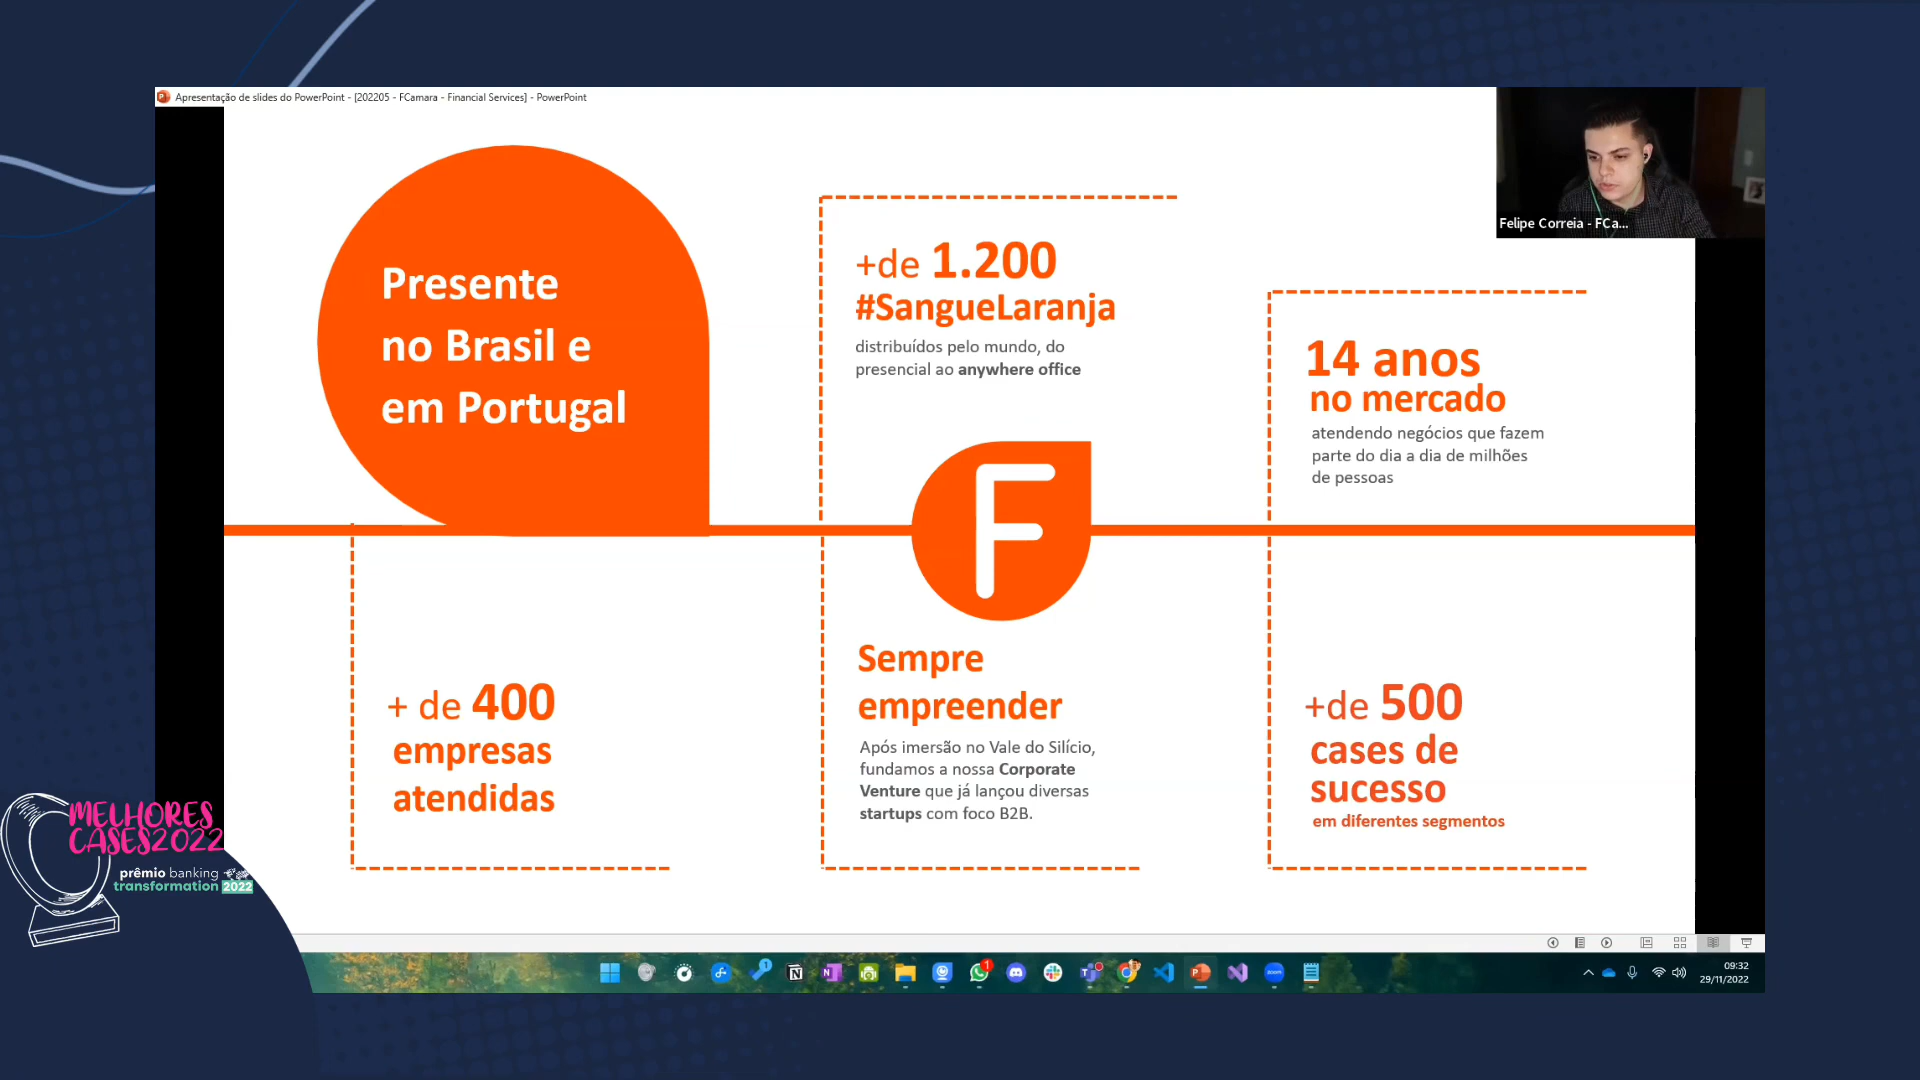 Apresentação de slides do PowerPoint - [202205 - FCamara - Financial Services] - PowerPoint
Felipe Correia - FCa...
Presente
no Brasil e
em Portugal
+de 1.200
#SangueLaranja
distribuídos pelo mundo, do
presencial ao anywhere office
14 anos
no mercado
atendendo negócios que fazem
parte do dia a dia de milhões
de pessoas
F
+ de 400
empresas
atendidas
Sempre
empreender
Após imersão no Vale do Silício,
fundamos a nossa Corporate
Venture que já lançou diversas
startups com foco B2B.
+de 500
cases de
sucesso
em diferentes segmentos
MELHORES
CASES2022
prêmio banking
transformation 2022
09:32
29/11/2022